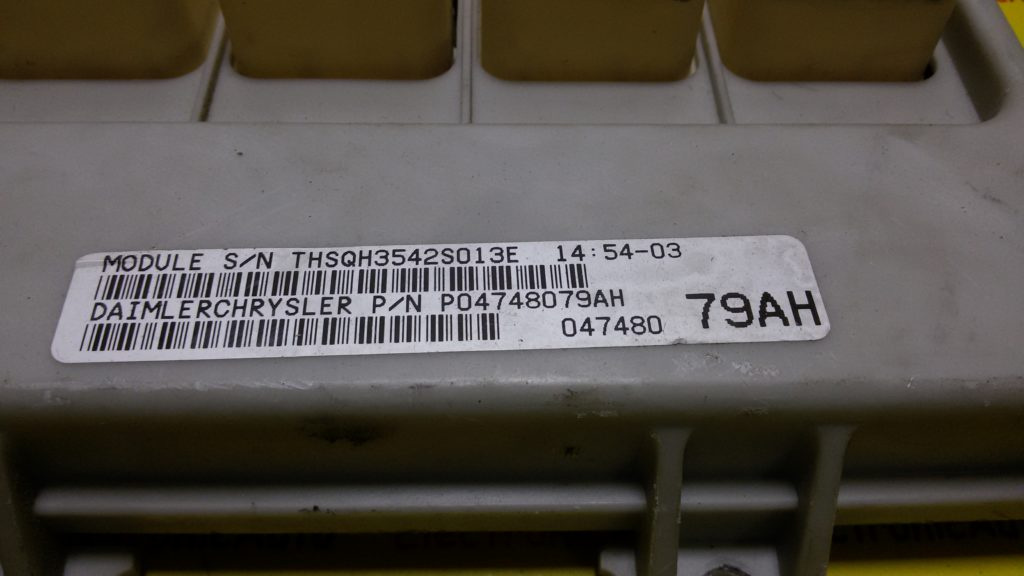 MODULE S/N THSQH3542S013E 14:54-03
DAIMLERCHRYSLER P/N P04748079AH
047480 79AH